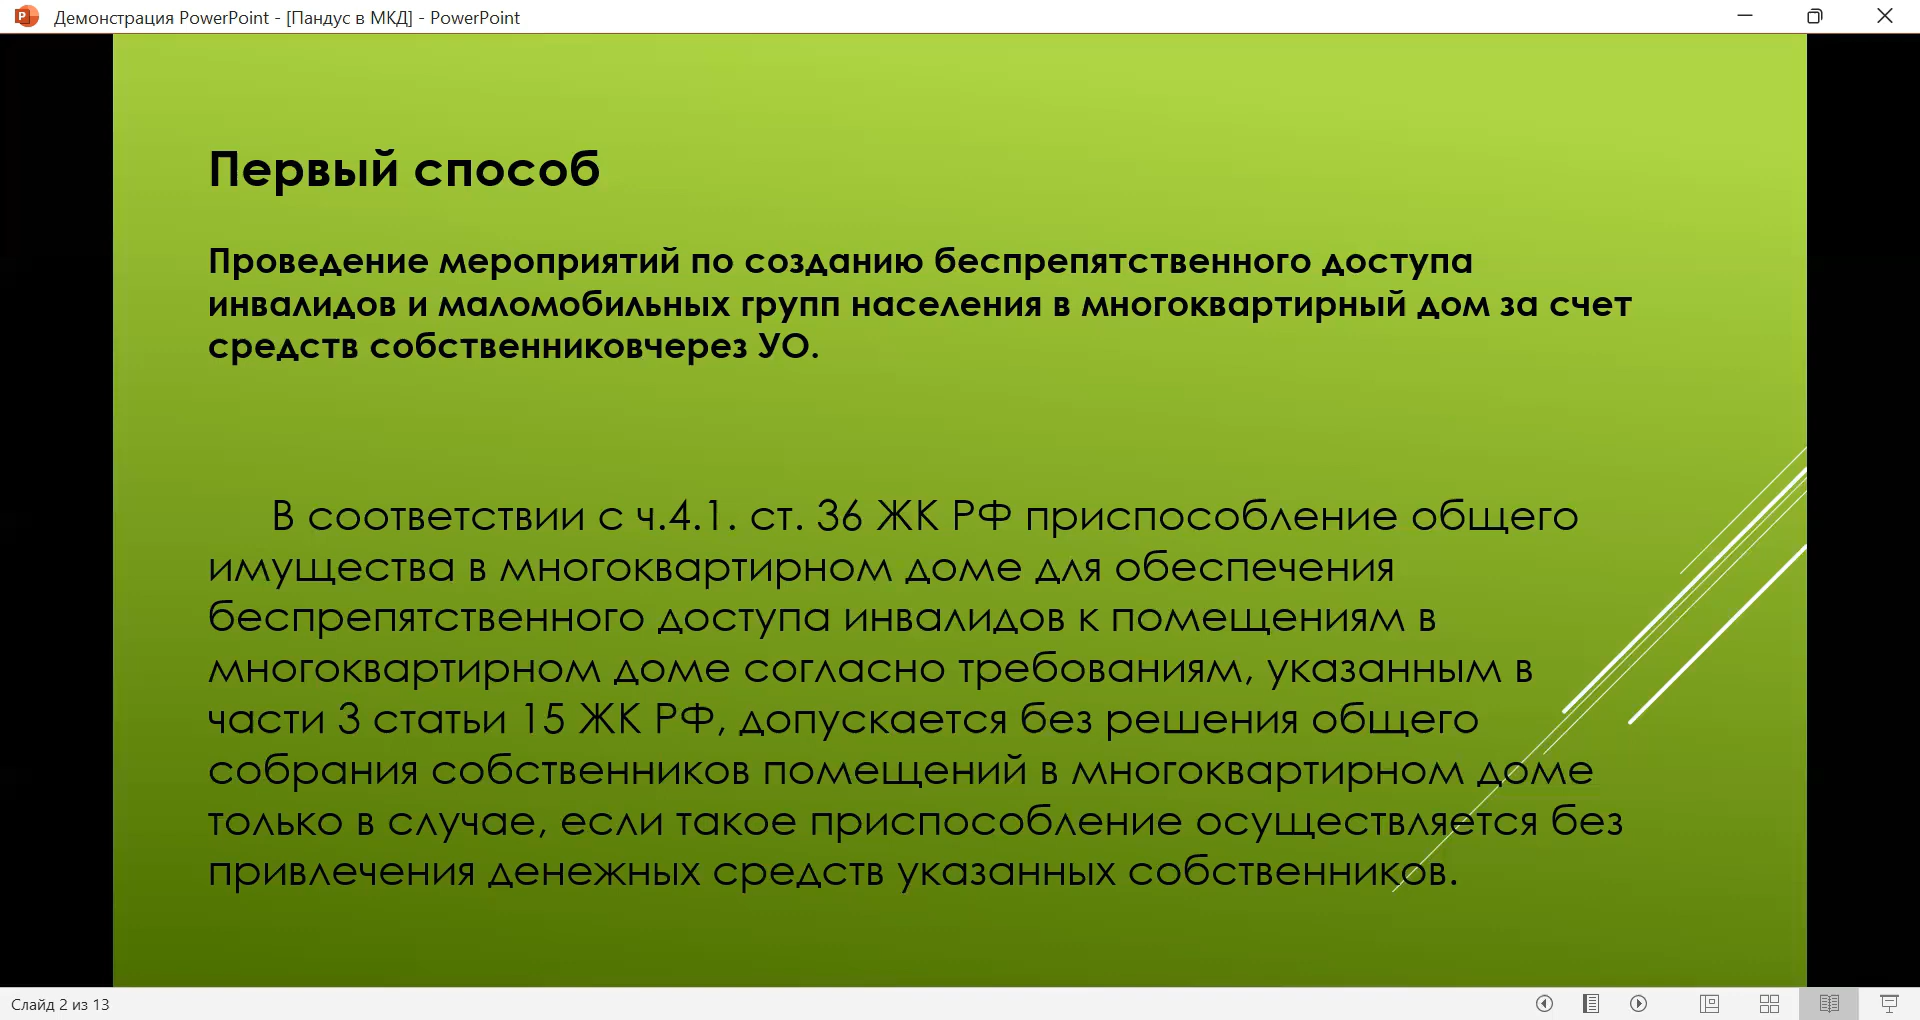 Демонстрация PowerPoint - [Пандус в МКД] - PowerPoint
Первый способ
Проведение мероприятий по созданию беспрепятственного доступа
инвалидов и маломобильных групп населения в многоквартирный дом за счет
средств собственниковчерез УО.
В соответствии с ч.4.1. ст. 36 ЖК РФ приспособление общего
имущества в многоквартирном доме для обеспечения
беспрепятственного доступа инвалидов к помещениям в
многоквартирном доме согласно требованиям, указанным в
части 3 статьи 15 ЖК РФ, допускается без решения общего
собрания собственников помещений в многоквартирном доме
только в случае, если такое приспособление осуществляется без
привлечения денежных средств указанных собственников.
Слайд 2 из 13